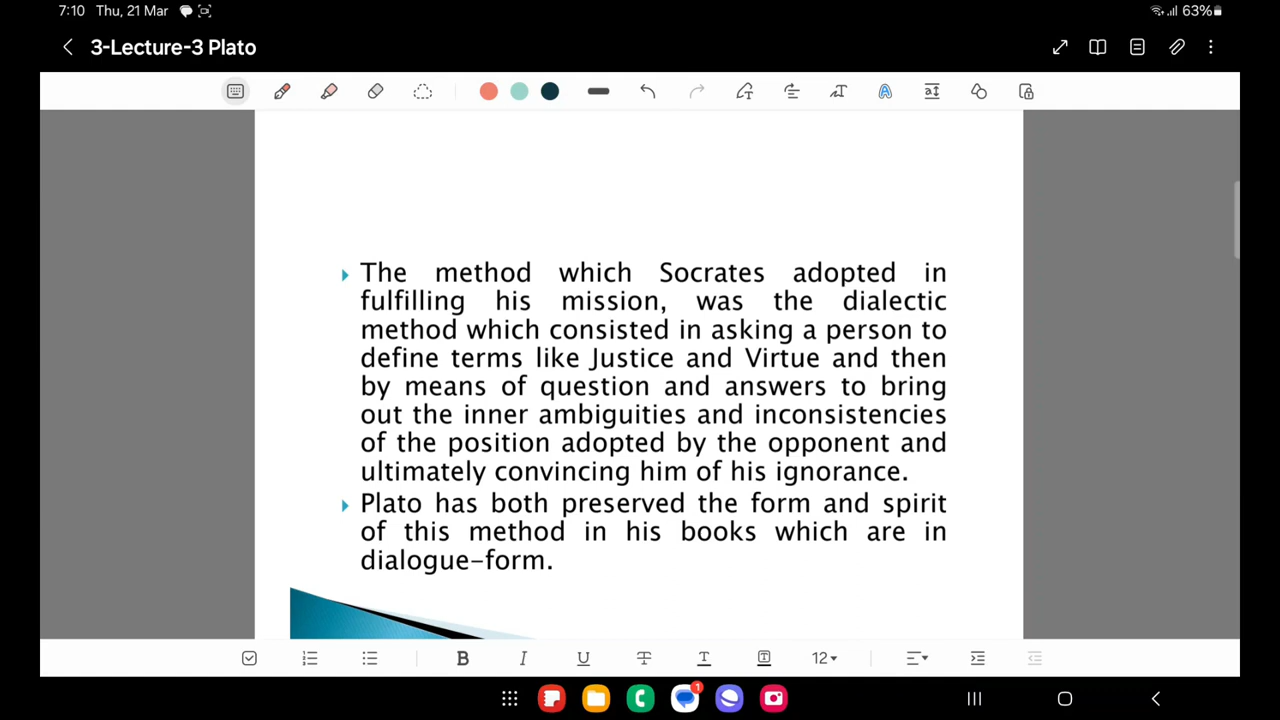 7:10 Thu, 21 Mar 63%
3-Lecture-3 Plato
The method which Socrates adopted in
fulfilling his mission, was the dialectic
method which consisted in asking a person to
define terms like Justice and Virtue and then
by means of question and answers to bring
out the inner ambiguities and inconsistencies
of the position adopted by the opponent and
ultimately convincing him of his ignorance.
Plato has both preserved the form and spirit
of this method in his books which are in
dialogue-form.
B I U T T T 12
1